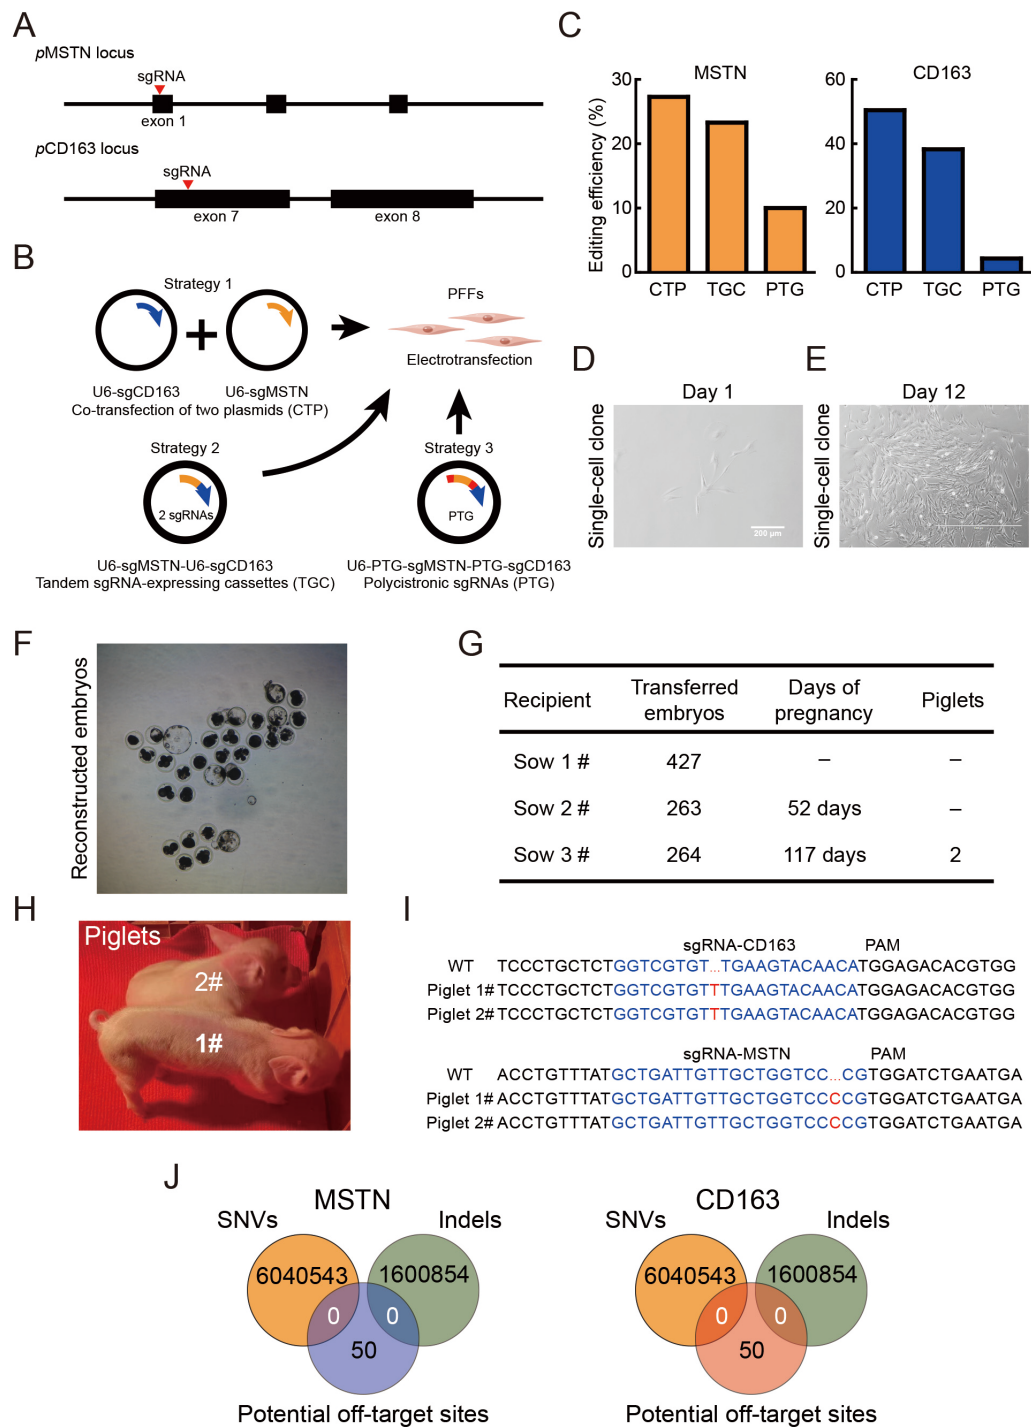 A
pMSTN locus
sgRNA
exon 1
pCD163 locus
sgRNA
exon 7
exon 8
B
Strategy 1
U6-sgCD163
U6-sgMSTN
Co-transfection of two plasmids (CTP)
PFFs
Electrotransfection
Strategy 2
2 sgRNAs
U6-sgMSTN-U6-sgCD163
Tandem sgRNA-expressing cassettes (TGC)
Strategy 3
PTG
U6-PTG-sgMSTN-PTG-sgCD163
Polycistronic sgRNAs (PTG)
C
Editing efficiency (%)
MSTN
30
20
10
0
CTP TGC PTG
CD163
60
40
20
0
CTP TGC PTG
D
Day 1
Single-cell clone
200 μm
E
Day 12
Single-cell clone
F
Reconstructed embryos
G
Recipient Transferred embryos Days of pregnancy Piglets
Sow 1 # 427 – –
Sow 2 # 263 52 days –
Sow 3 # 264 117 days 2
H
Piglets
2#
1#
I
sgRNA-CD163 PAM
WT TCCCTGCTCTGGTCGTGT...TGAAGTACAACATGGAGACACGTGG
Piglet 1# TCCCTGCTCTGGTCGTGTTTGAAGTACAACATGGAGACACGTGG
Piglet 2# TCCCTGCTCTGGTCGTGTTTGAAGTACAACATGGAGACACGTGG
sgRNA-MSTN PAM
WT ACCTGTTTATGCTGATTGTTGCTGGTCC...CGTGGATCTGAATGA
Piglet 1# ACCTGTTTATGCTGATTGTTGCTGGTCCCCGTGGATCTGAATGA
Piglet 2# ACCTGTTTATGCTGATTGTTGCTGGTCCCCGTGGATCTGAATGA
J
MSTN
SNVs
Indels
6040543
1600854
0
0
50
Potential off-target sites
CD163
SNVs
Indels
6040543
1600854
0
0
50
Potential off-target sites